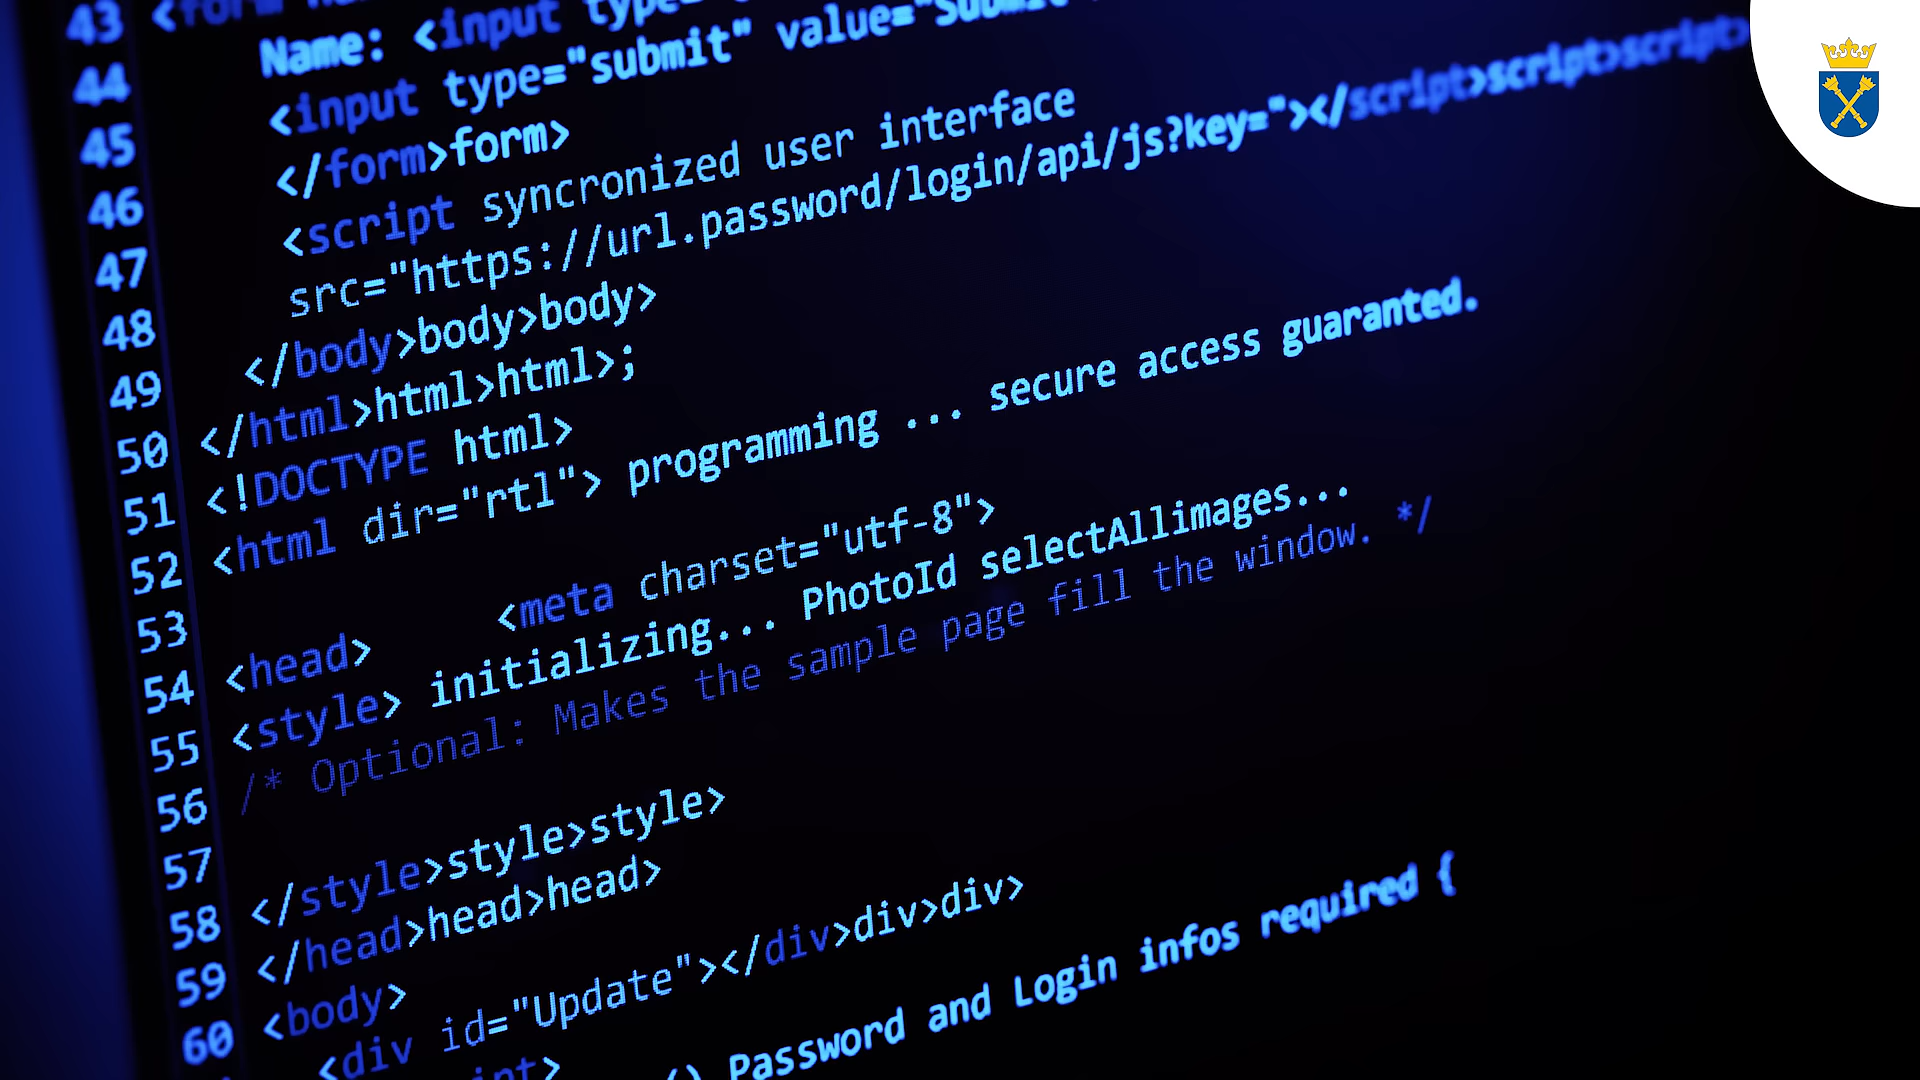 43 <form
44 Name: <input type=
45 <input type="submit" value="Submit
46 </form>form>
47 <script syncronized user interface
48 src="https://url.password/login/api/js?key="></script>script>script>
49 </body>body>body>
50 </html>html>html>;
51 <!DOCTYPE html>
52 <html dir="rtl"> programming ... secure access guaranted.
53
54 <head> <meta charset="utf-8">
55 <style> initializing... PhotoId selectAllimages...
56 /* Optional: Makes the sample page fill the window. */
57
58 </style>style>style>
59 </head>head>head>
60 <body>
<div id="Update"></div>div>div>
() Password and Login infos required {